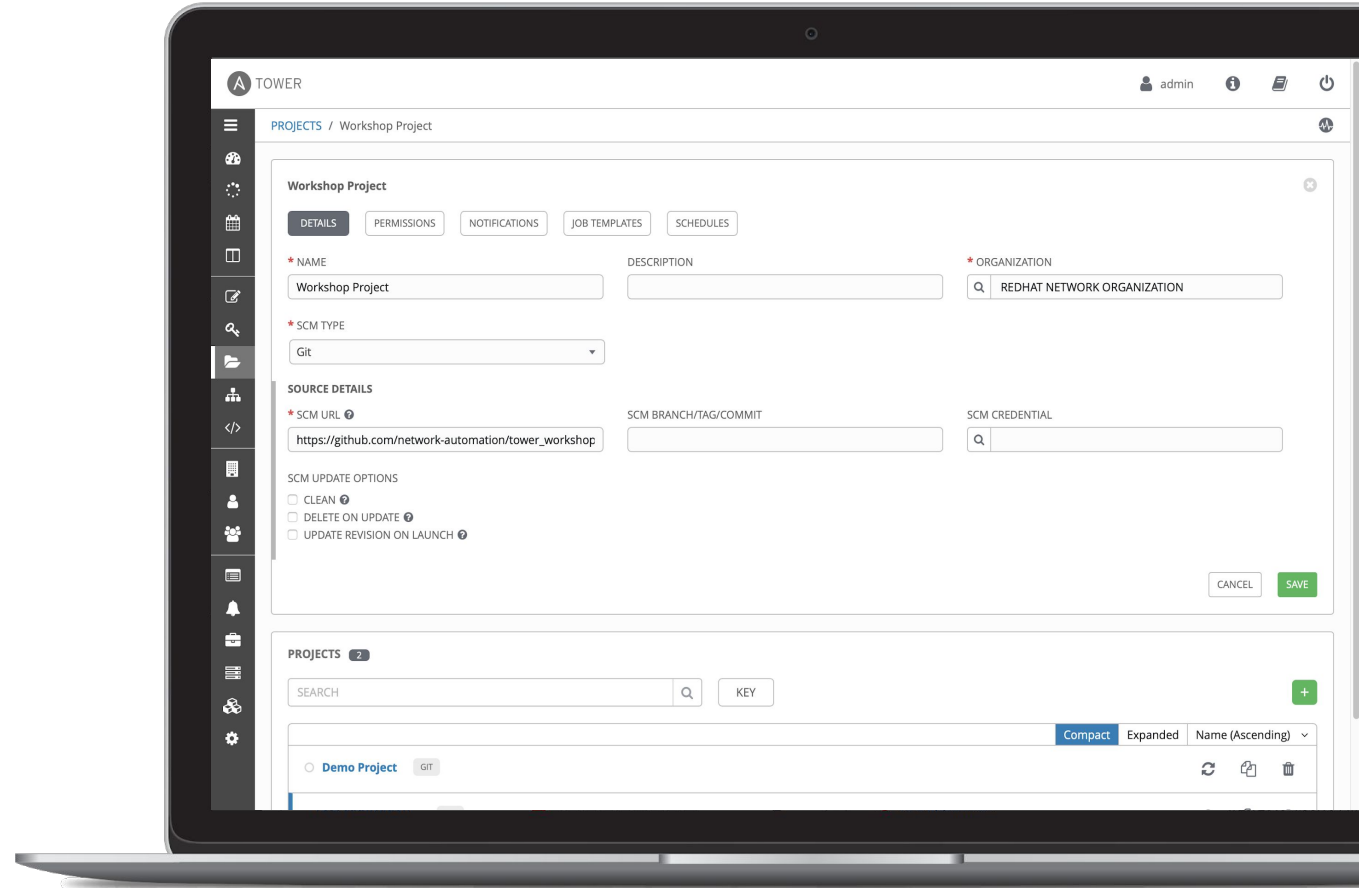 A TOWER
admin
PROJECTS / Workshop Project
Workshop Project
DETAILS PERMISSIONS NOTIFICATIONS JOB TEMPLATES SCHEDULES
* NAME DESCRIPTION * ORGANIZATION
Workshop Project REDHAT NETWORK ORGANIZATION
* SCM TYPE
Git
SOURCE DETAILS
* SCM URL SCM BRANCH/TAG/COMMIT SCM CREDENTIAL
https://github.com/network-automation/tower_workshop
SCM UPDATE OPTIONS
CLEAN
DELETE ON UPDATE
UPDATE REVISION ON LAUNCH
CANCEL SAVE
PROJECTS 2
SEARCH KEY +
Compact Expanded Name (Ascending)
Demo Project GIT